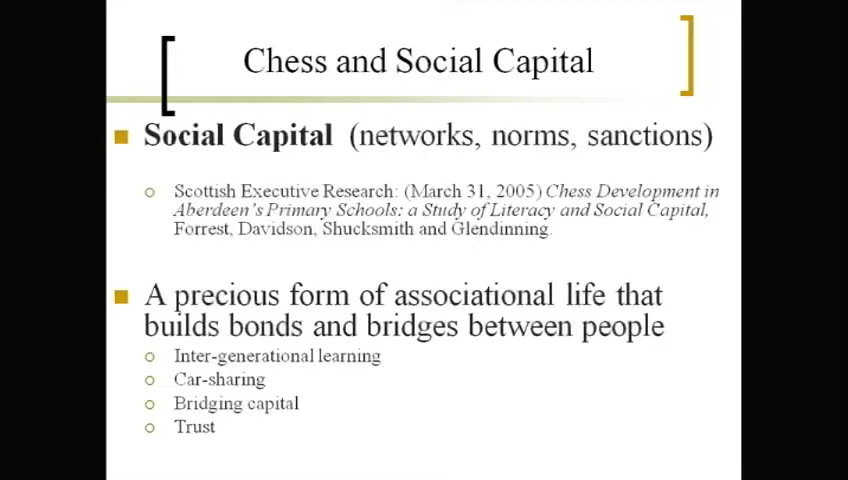 Chess and Social Capital
Social Capital (networks, norms, sanctions)
Scottish Executive Research: (March 31, 2005) Chess Development in
Aberdeen's Primary Schools: a Study of Literacy and Social Capital,
Forrest, Davidson, Shucksmith and Glendinning.
A precious form of associational life that
builds bonds and bridges between people
Inter-generational learning
Car-sharing
Bridging capital
Trust